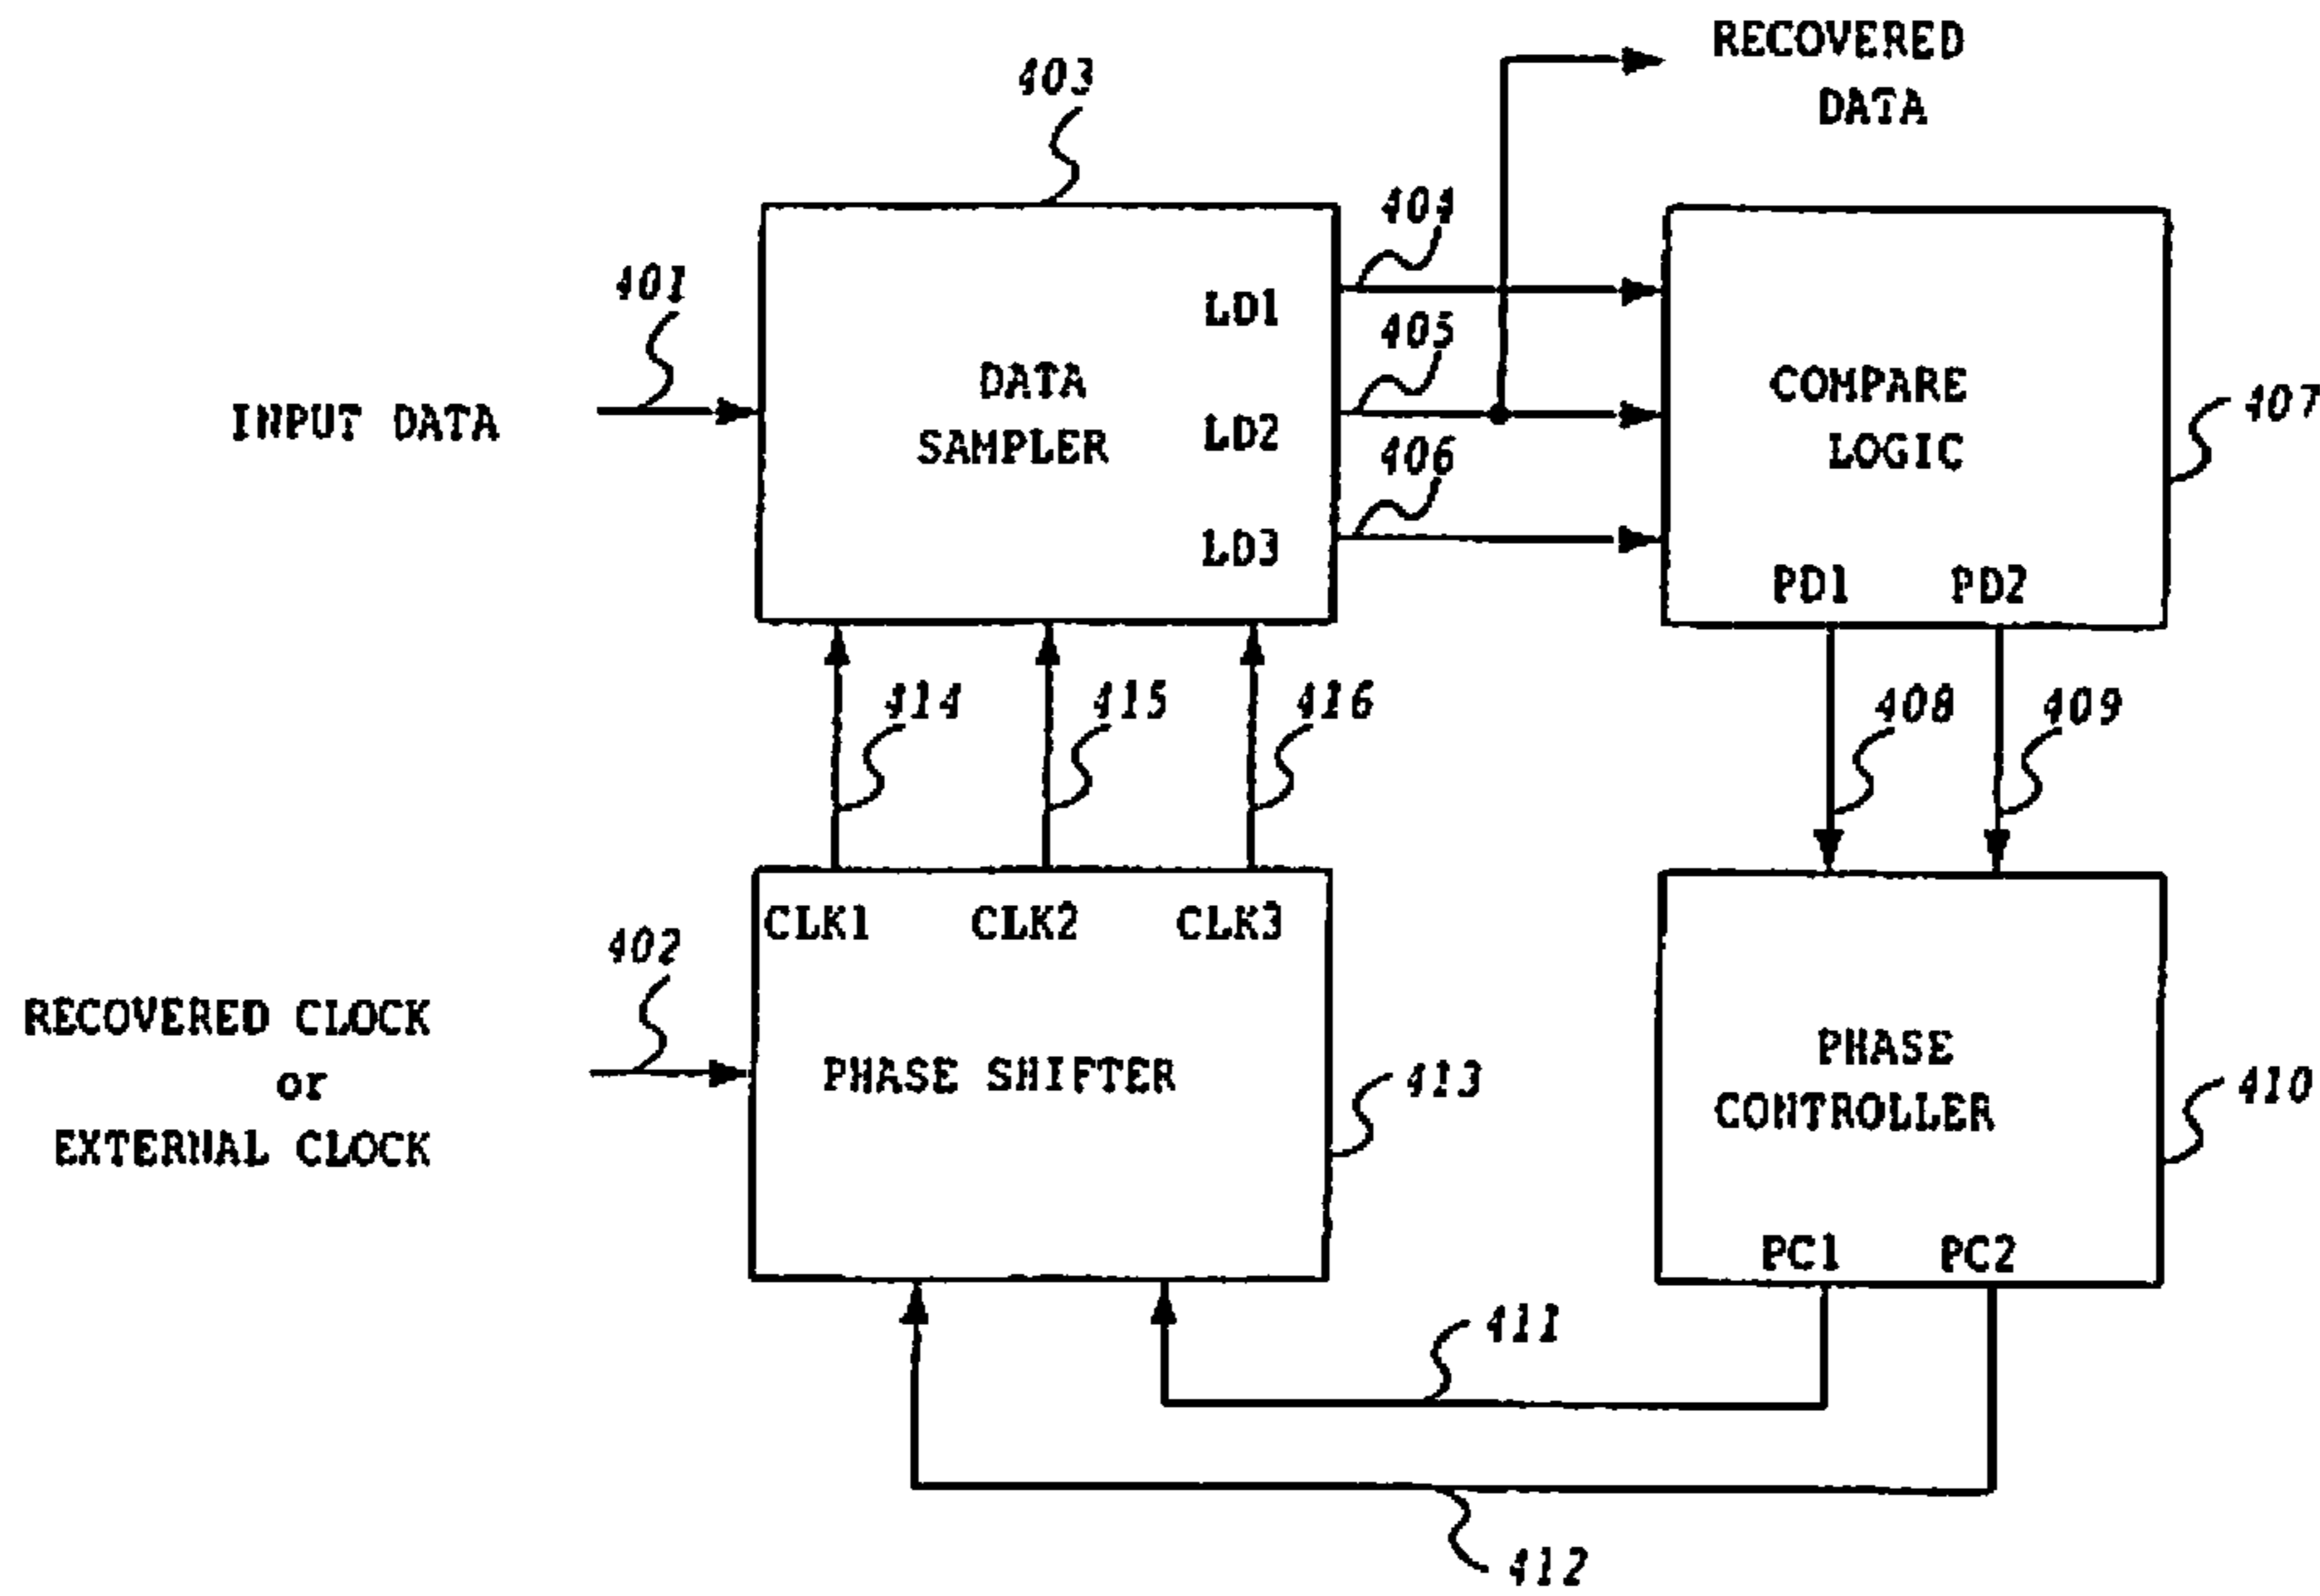 RECOVERED
DATA
403
404
401
LD1
405
COMPARE
LOGIC
407
INPUT DATA
DATA
SAMPLER
LD2
406
LD3
PD1 PD2
414
415
416
408
409
CLK1 CLK2 CLK3
402
RECOVERED CLOCK
or
EXTERNAL CLOCK
PHASE SHIFTER
413
PHASE
CONTROLLER
410
PC1 PC2
411
412